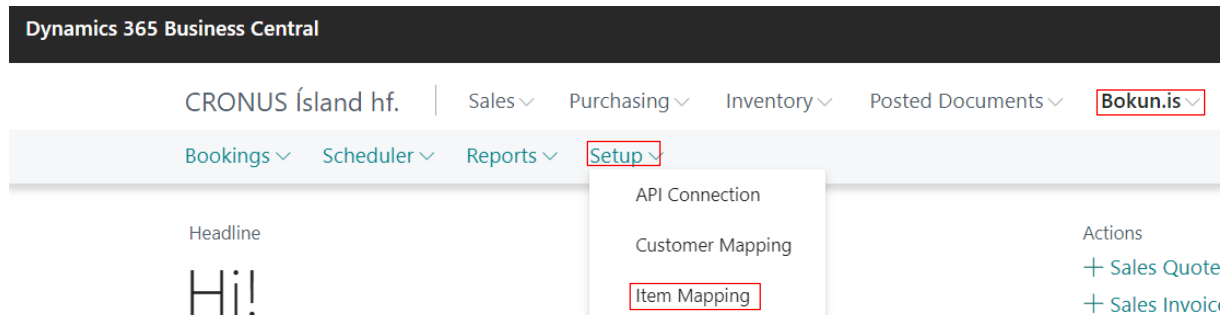 Dynamics 365 Business Central
CRONUS Ísland hf. Sales Purchasing Inventory Posted Documents Bokun.is
Bookings Scheduler Reports Setup
API Connection
Headline Actions
Customer Mapping
+ Sales Quote
Hi!
Item Mapping
+ Sales Invoic